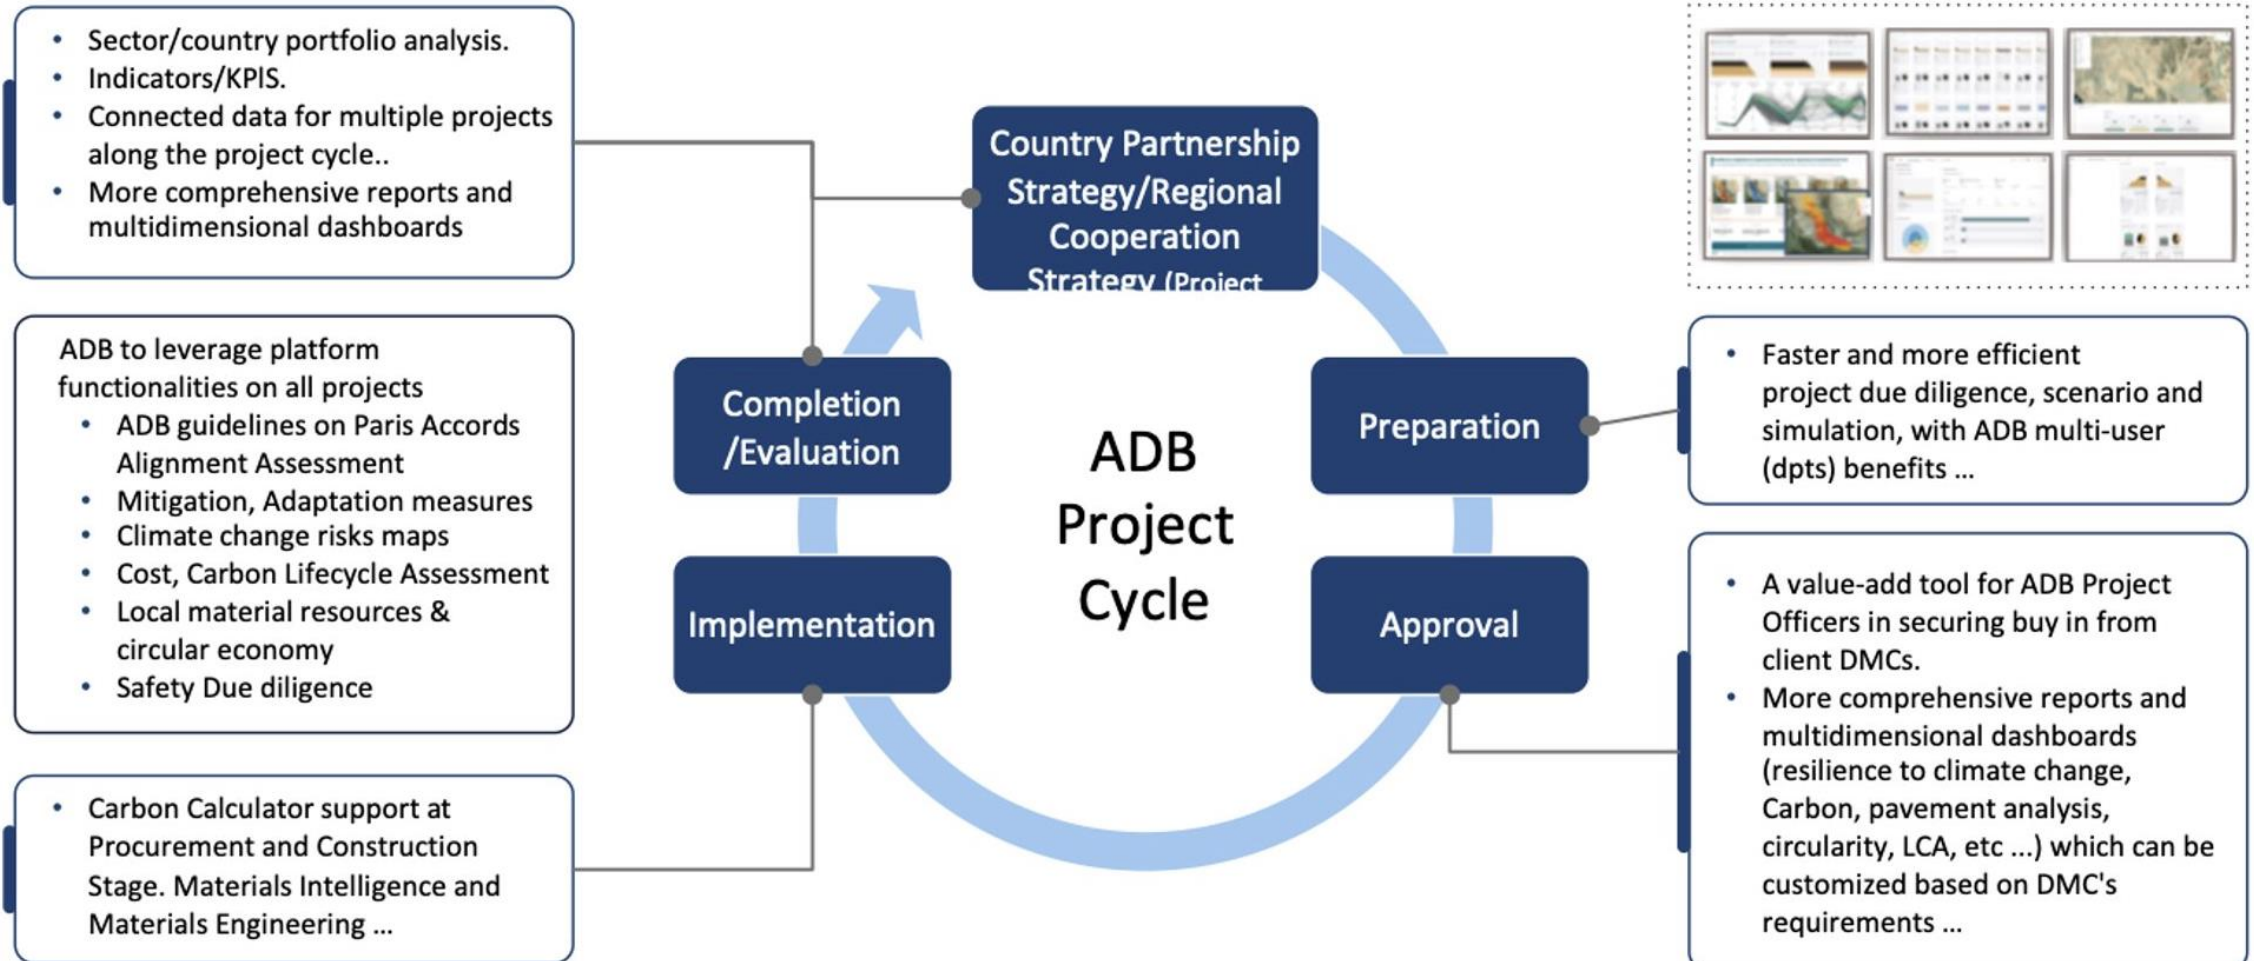 • Sector/country portfolio analysis.
• Indicators/KPIS.
• Connected data for multiple projects
along the project cycle..
• More comprehensive reports and
multidimensional dashboards
ADB to leverage platform
functionalities on all projects
• ADB guidelines on Paris Accords
Alignment Assessment
• Mitigation, Adaptation measures
• Climate change risks maps
• Cost, Carbon Lifecycle Assessment
• Local material resources &
circular economy
• Safety Due diligence
• Carbon Calculator support at
Procurement and Construction
Stage. Materials Intelligence and
Materials Engineering ...
Country Partnership
Strategy/Regional
Cooperation
Strategy (Project
Completion
/Evaluation
Implementation
ADB
Project
Cycle
Preparation
Approval
• Faster and more efficient
project due diligence, scenario and
simulation, with ADB multi-user
(dpts) benefits ...
• A value-add tool for ADB Project
Officers in securing buy in from
client DMCs.
• More comprehensive reports and
multidimensional dashboards
(resilience to climate change,
Carbon, pavement analysis,
circularity, LCA, etc ...) which can be
customized based on DMC's
requirements ...